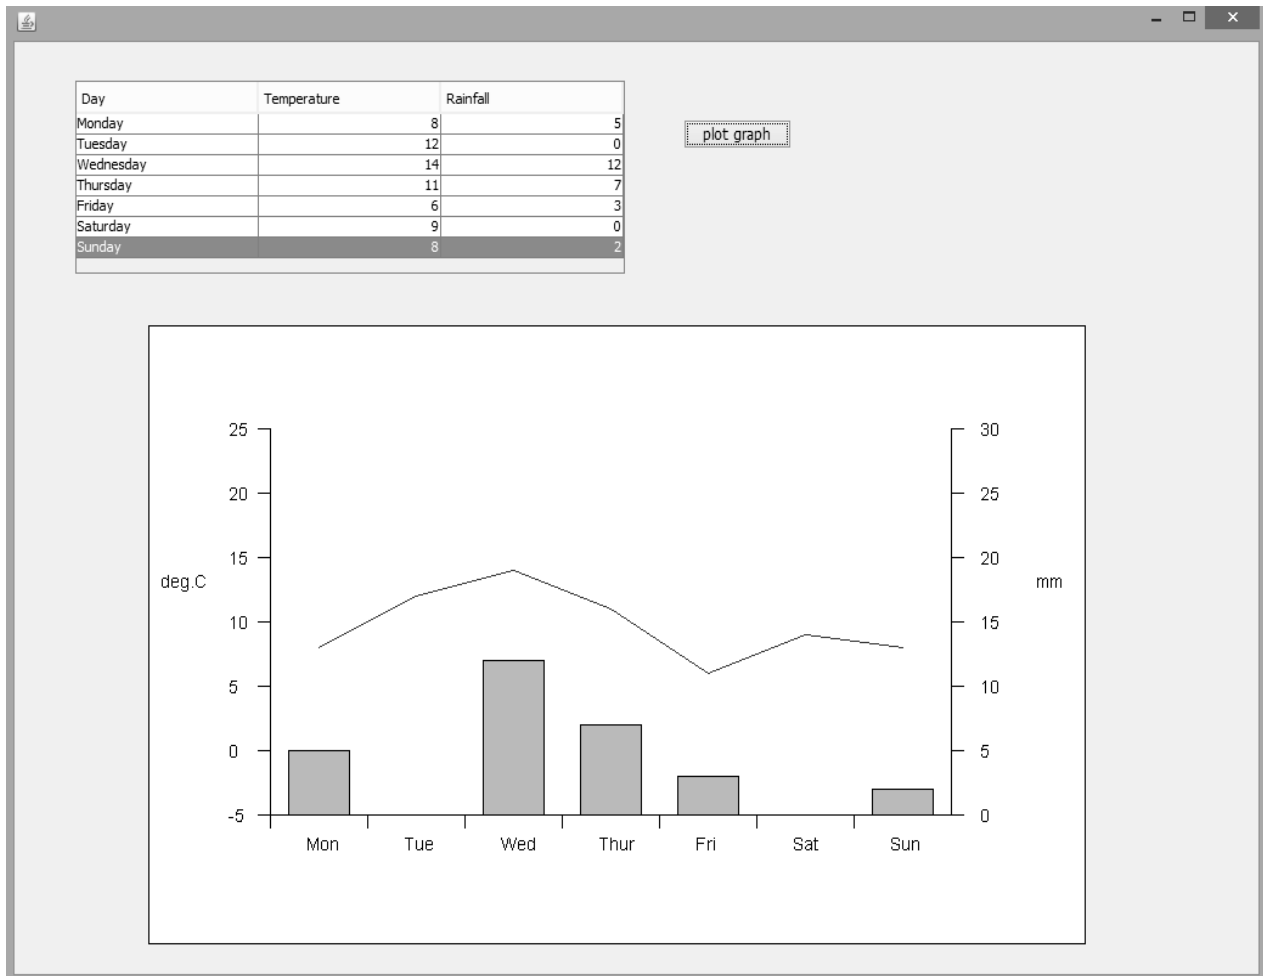 Day Temperature Rainfall
Monday 8 5
Tuesday 12 0
Wednesday 14 12
Thursday 11 7
Friday 6 3
Saturday 9 0
Sunday 8 2
plot graph
25 30
20 25
15 20
deg.C mm
10 15
5 10
0 5
-5 0
Mon Tue Wed Thur Fri Sat Sun